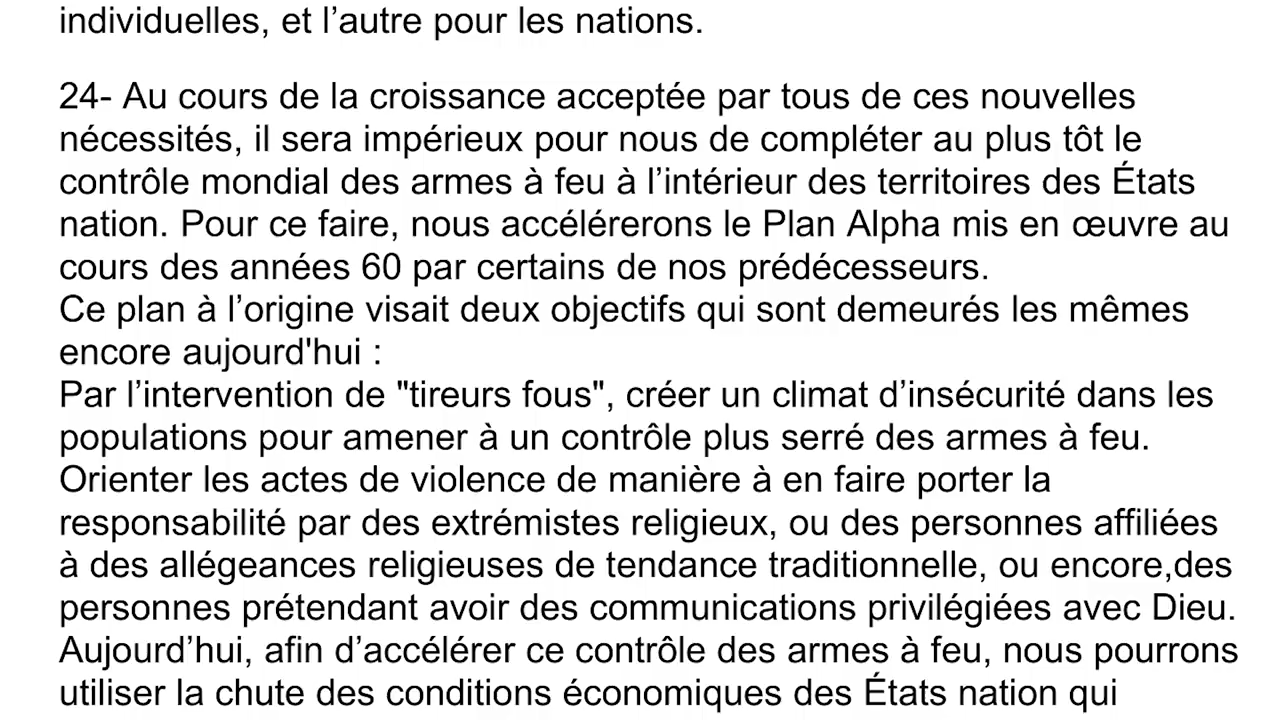 individuelles, et l’autre pour les nations.
24- Au cours de la croissance acceptée par tous de ces nouvelles
nécessités, il sera impérieux pour nous de compléter au plus tôt le
contrôle mondial des armes à feu à l’intérieur des territoires des États
nation. Pour ce faire, nous accélérerons le Plan Alpha mis en œuvre au
cours des années 60 par certains de nos prédécesseurs.
Ce plan à l’origine visait deux objectifs qui sont demeurés les mêmes
encore aujourd'hui :
Par l’intervention de "tireurs fous", créer un climat d’insécurité dans les
populations pour amener à un contrôle plus serré des armes à feu.
Orienter les actes de violence de manière à en faire porter la
responsabilité par des extrémistes religieux, ou des personnes affiliées
à des allégeances religieuses de tendance traditionnelle, ou encore,des
personnes prétendant avoir des communications privilégiées avec Dieu.
Aujourd’hui, afin d’accélérer ce contrôle des armes à feu, nous pourrons
utiliser la chute des conditions économiques des États nation qui